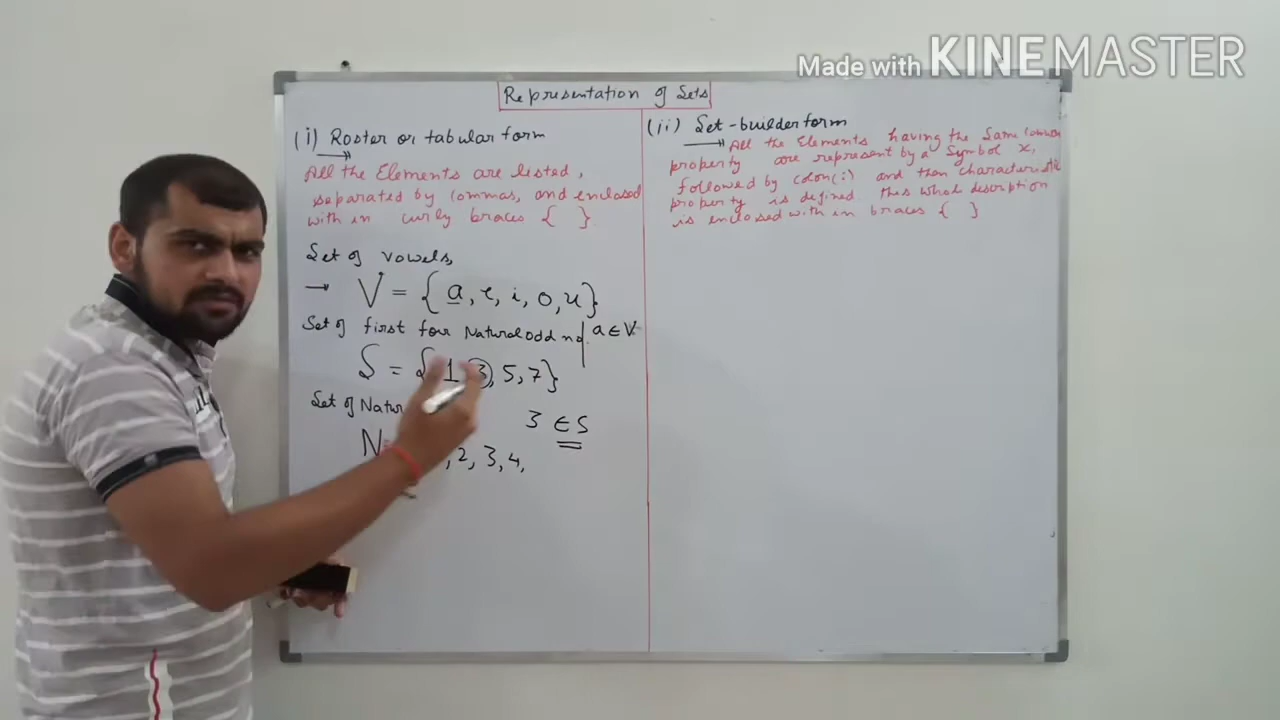 Made with KINEMASTER
Representation of Sets
(i) Roster or tabular form
All the Elements are listed,
separated by commas, and enclosed
with in curly braces { }.
Set of vowels,
→ V = {a, e, i, o, u}
Set of first four Natural odd no.
a ∈ V
S = {1, 3, 5, 7}
Set of Natur
3 ∈ S
N =
, 2, 3, 4,
(ii) Set-builder form
→ All the Elements having the Same Common
property are represent by a Symbol x,
followed by colon(:) and then characteristic
property is defined. This whole desorption
is enclosed with in braces { }